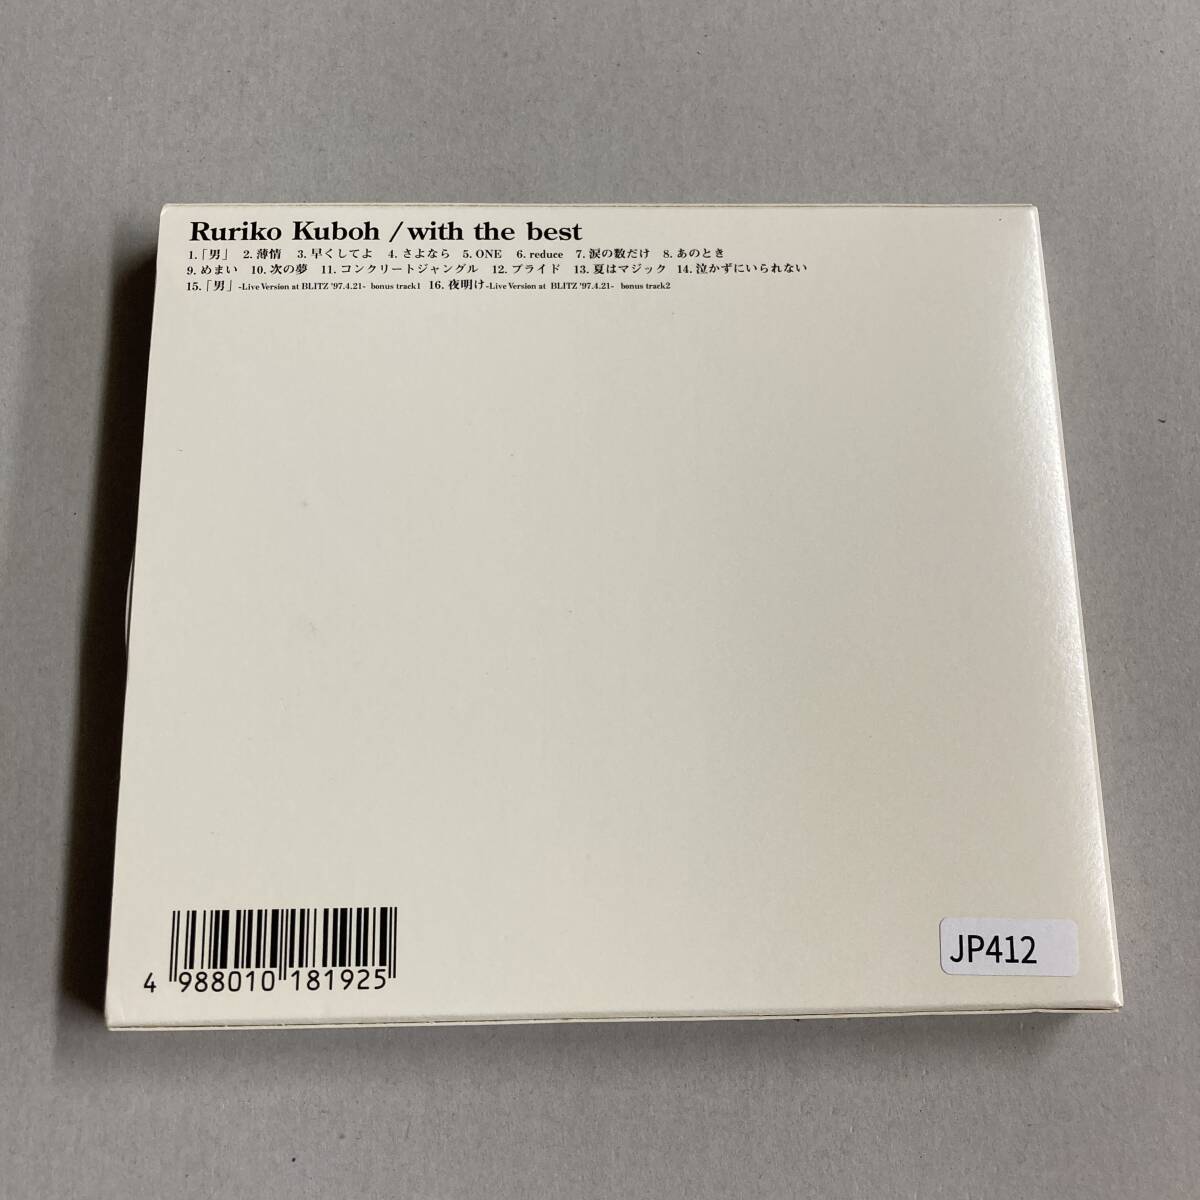 Ruriko Kuboh / with the best
1.「男」 2. 薄情 3. 早くしてよ 4. さよなら 5. ONE 6. reduce 7. 涙の数だけ 8. あのとき
9. めまい 10. 次の夢 11. コンクリートジャングル 12. プライド 13. 夏はマジック 14. 泣かずにいられない
15.「男」-Live Version at BLITZ '97.4.21- bonus track1 16. 夜明け-Live Version at BLITZ '97.4.21- bonus track2
4 988010 181925
JP412